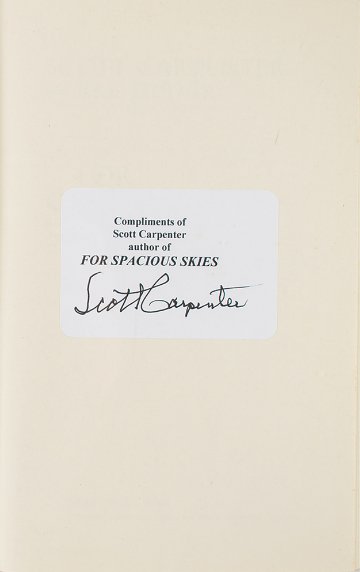 Compliments of
Scott Carpenter
author of
FOR SPACIOUS SKIES
Scott Carpenter